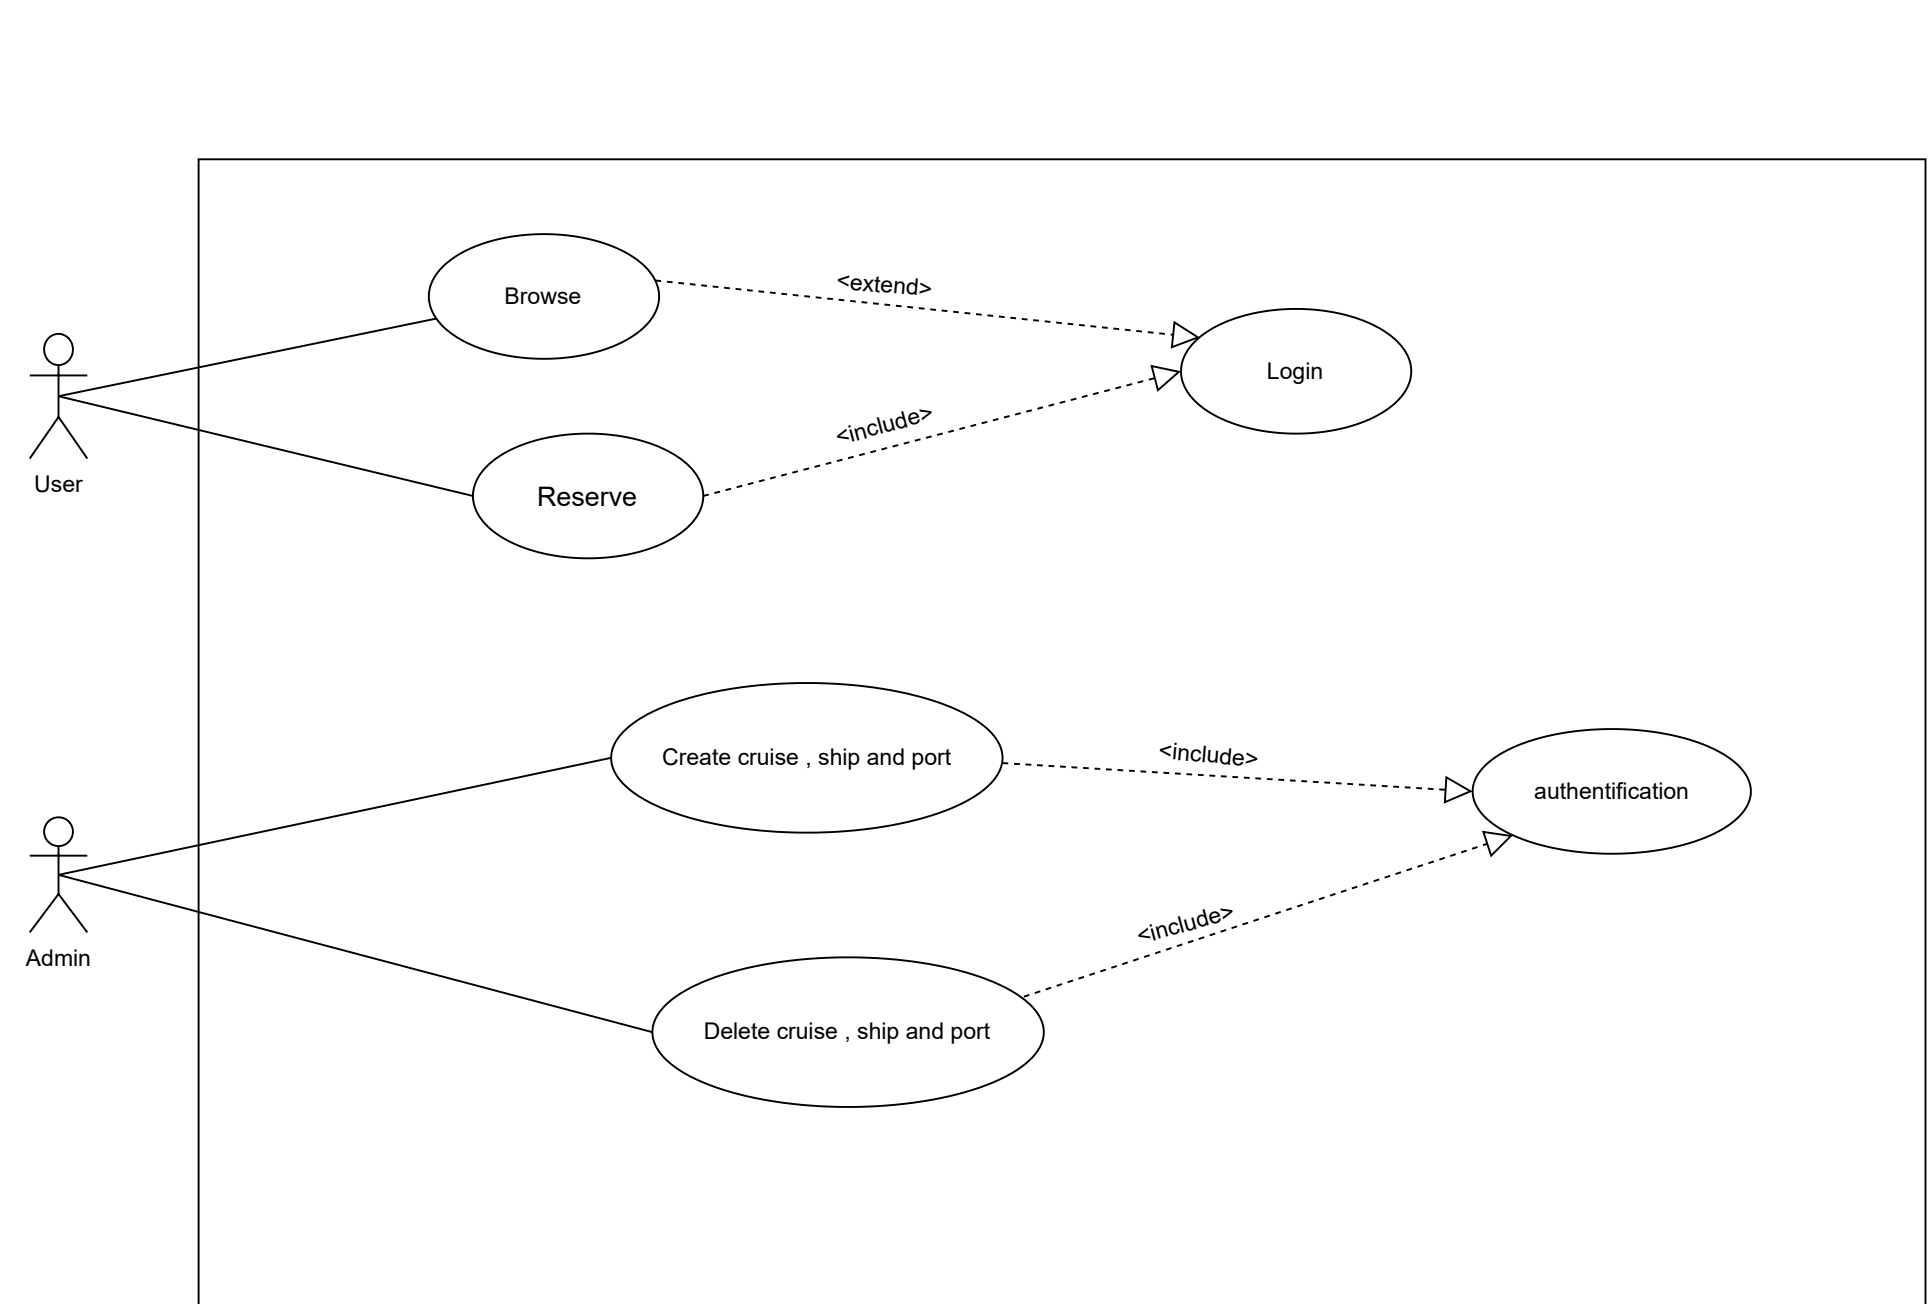 Browse
<extend>
Login
<include>
User
Reserve
Create cruise , ship and port
<include>
authentification
<include>
Admin
Delete cruise , ship and port